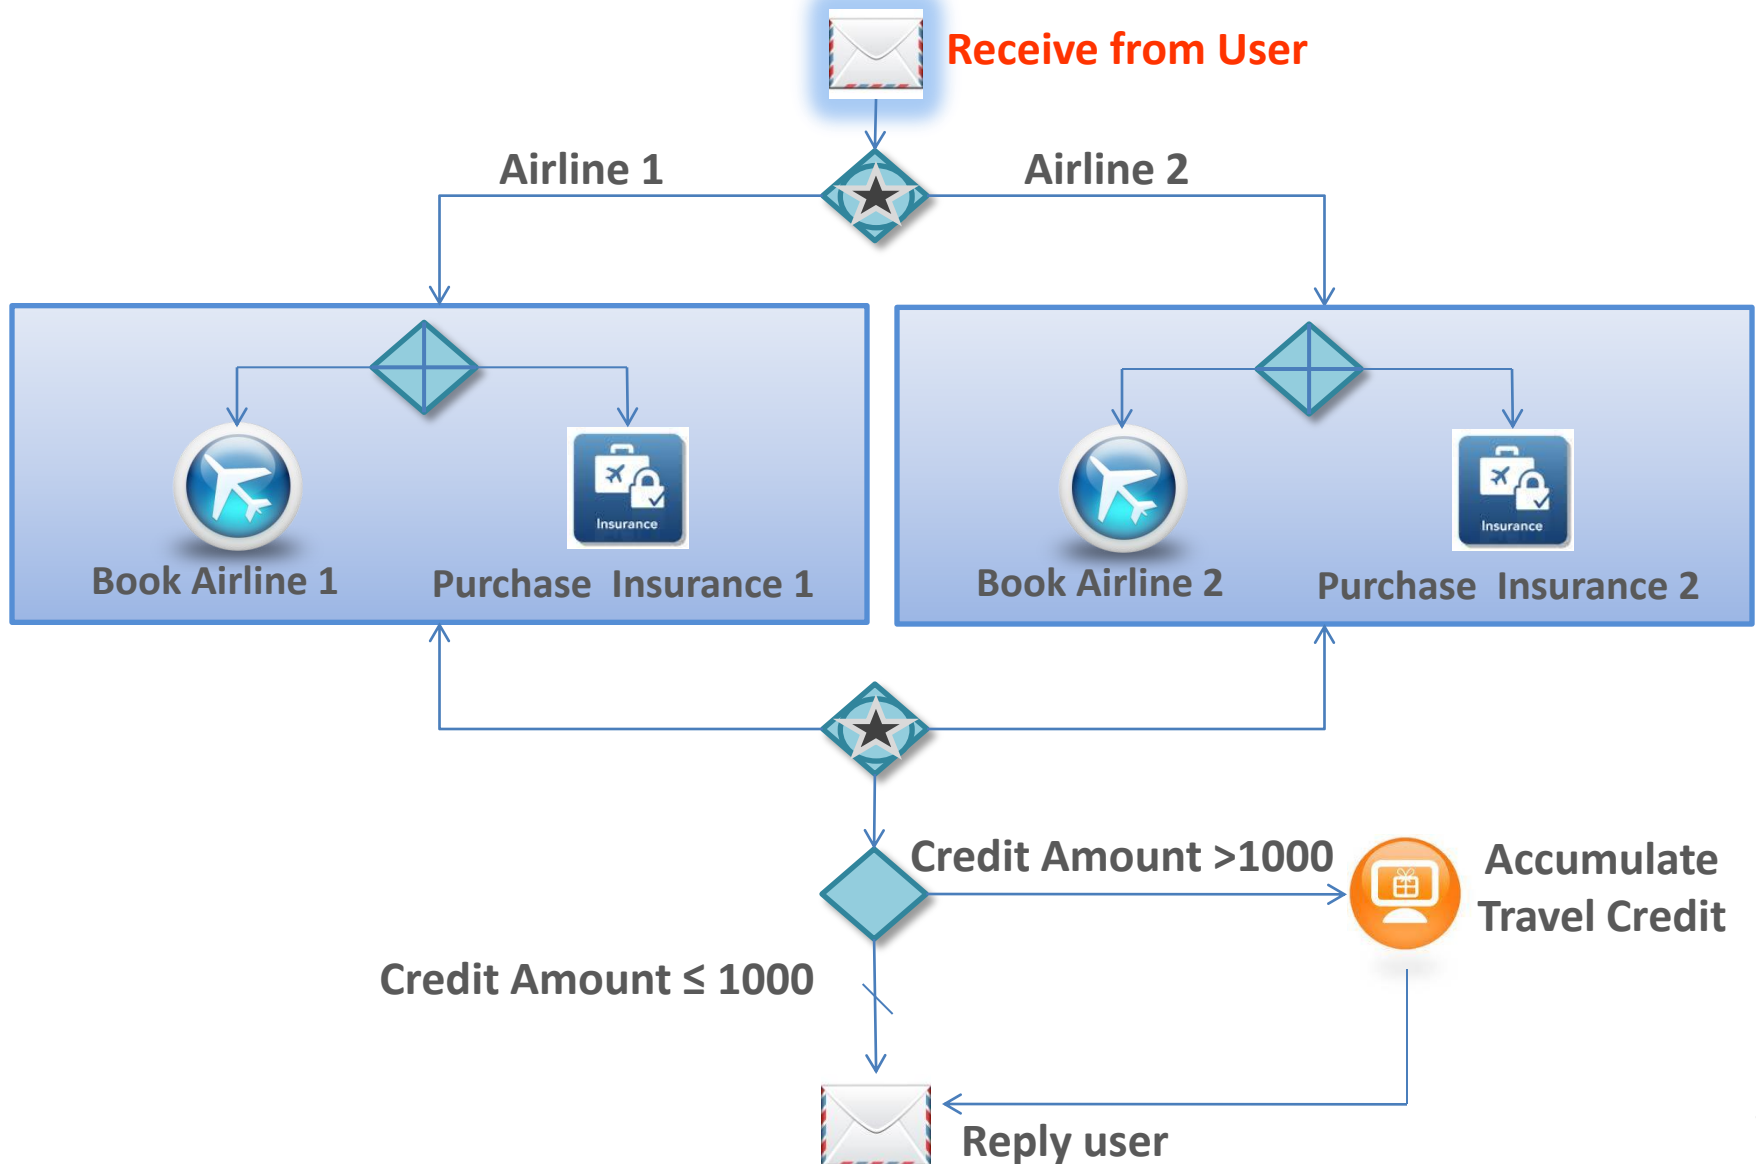 Receive from User
Airline 1
Airline 2
Insurance
Insurance
Book Airline 1
Purchase Insurance 1
Book Airline 2
Purchase Insurance 2
Credit Amount >1000
Accumulate
Travel Credit
Credit Amount ≤ 1000
Reply user